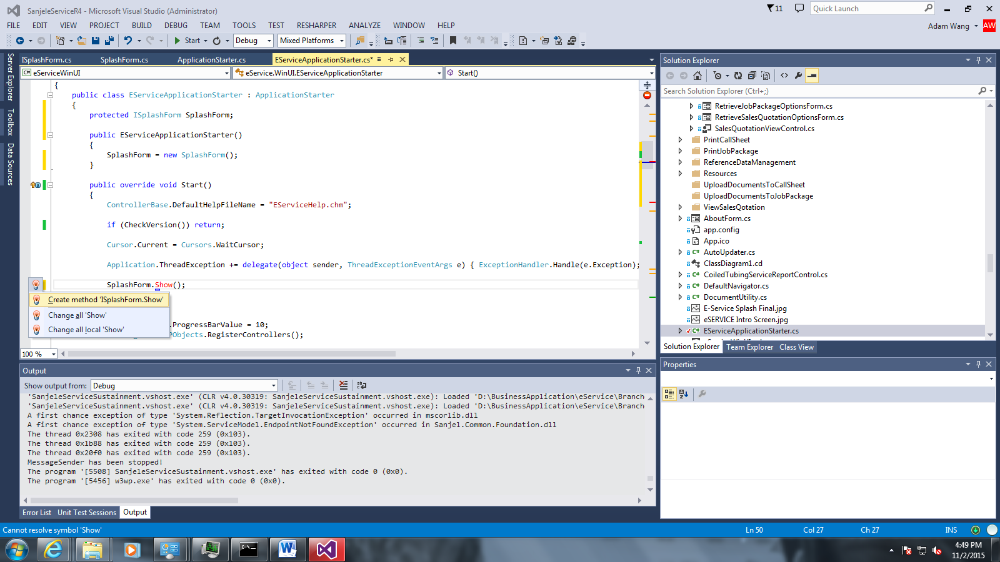 SanjeleServiceR4 - Microsoft Visual Studio (Administrator)
11
Quick Launch
FILE EDIT VIEW PROJECT BUILD DEBUG TEAM TOOLS TEST RESHARPER ANALYZE WINDOW HELP
Adam Wang AW
Start Debug Mixed Platforms
Server Explorer
Toolbox
Data Sources
ISplashForm.cs SplashForm.cs ApplicationStarter.cs EServiceApplicationStarter.cs*
eServiceWinUI eService.WinUI.EServiceApplicationStarter Start()
{
public class EServiceApplicationStarter : ApplicationStarter
{
protected ISplashForm SplashForm;
public EServiceApplicationStarter()
{
SplashForm = new SplashForm();
}
public override void Start()
{
ControllerBase.DefaultHelpFileName = "EServiceHelp.chm";
if (CheckVersion()) return;
Cursor.Current = Cursors.WaitCursor;
Application.ThreadException += delegate(object sender, ThreadExceptionEventArgs e) { ExceptionHandler.Handle(e.Exception);
SplashForm.Show();
Create method 'ISplashForm.Show'
Change all 'Show'
Change all local 'Show'
.ProgressBarValue = 10;
PObjects.RegisterControllers();
100 %
Output
Show output from: Debug
'SanjeleServiceSustainment.vshost.exe' (CLR v4.0.30319: SanjeleServiceSustainment.vshost.exe): Loaded 'D:\BusinessApplication\eService\Branche
'SanjeleServiceSustainment.vshost.exe' (CLR v4.0.30319: SanjeleServiceSustainment.vshost.exe): Loaded 'D:\BusinessApplication\eService\Branche
A first chance exception of type 'System.Reflection.TargetInvocationException' occurred in mscorlib.dll
A first chance exception of type 'System.ServiceModel.EndpointNotFoundException' occurred in Sanjel.Common.Foundation.dll
The thread 0x2308 has exited with code 259 (0x103).
The thread 0x1b88 has exited with code 259 (0x103).
The thread 0x20f0 has exited with code 259 (0x103).
MessageSender has been stopped!
The program '[5508] SanjeleServiceSustainment.vshost.exe' has exited with code 0 (0x0).
The program '[5456] w3wp.exe' has exited with code 0 (0x0).
Error List Unit Test Sessions Output
Solution Explorer
Search Solution Explorer (Ctrl+;)
RetrieveJobPackageOptionsForm.cs
RetrieveSalesQuotationOptionsForm.cs
SalesQuotationViewControl.cs
PrintCallSheet
PrintJobPackage
ReferenceDataManagement
Resources
UploadDocumentsToCallSheet
UploadDocumentsToJobPackage
ViewSalesQotation
AboutForm.cs
app.config
App.ico
AutoUpdater.cs
ClassDiagram1.cd
CoiledTubingServiceReportControl.cs
DefaultNavigator.cs
DocumentUtility.cs
E-Service Splash Final.jpg
eSERVICE Intro Screen.jpg
EServiceApplicationStarter.cs
Solution Explorer Team Explorer Class View
Properties
Cannot resolve symbol 'Show' Ln 50 Col 27 Ch 27 INS
4:49 PM
11/2/2015